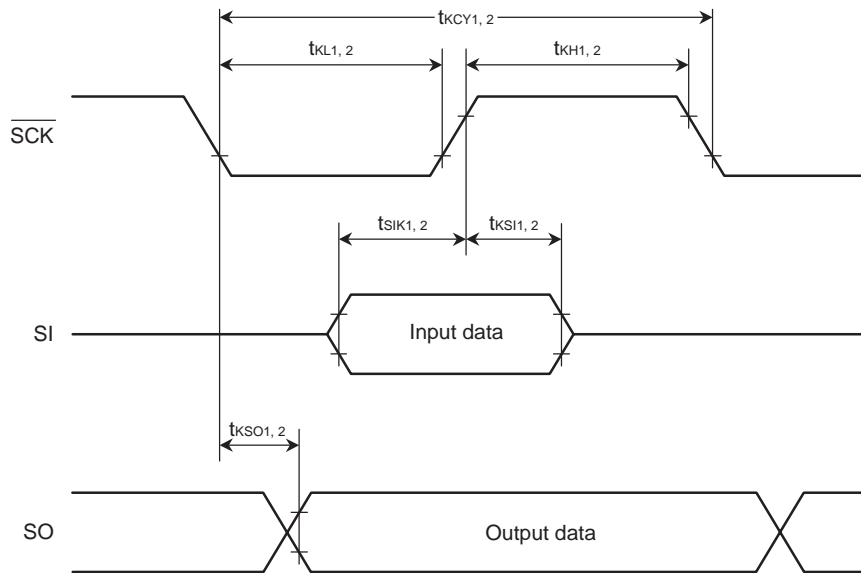 tKCY1, 2
tKL1, 2
tKH1, 2
SCK
tSIK1, 2
tKSI1, 2
SI
Input data
tKSO1, 2
SO
Output data